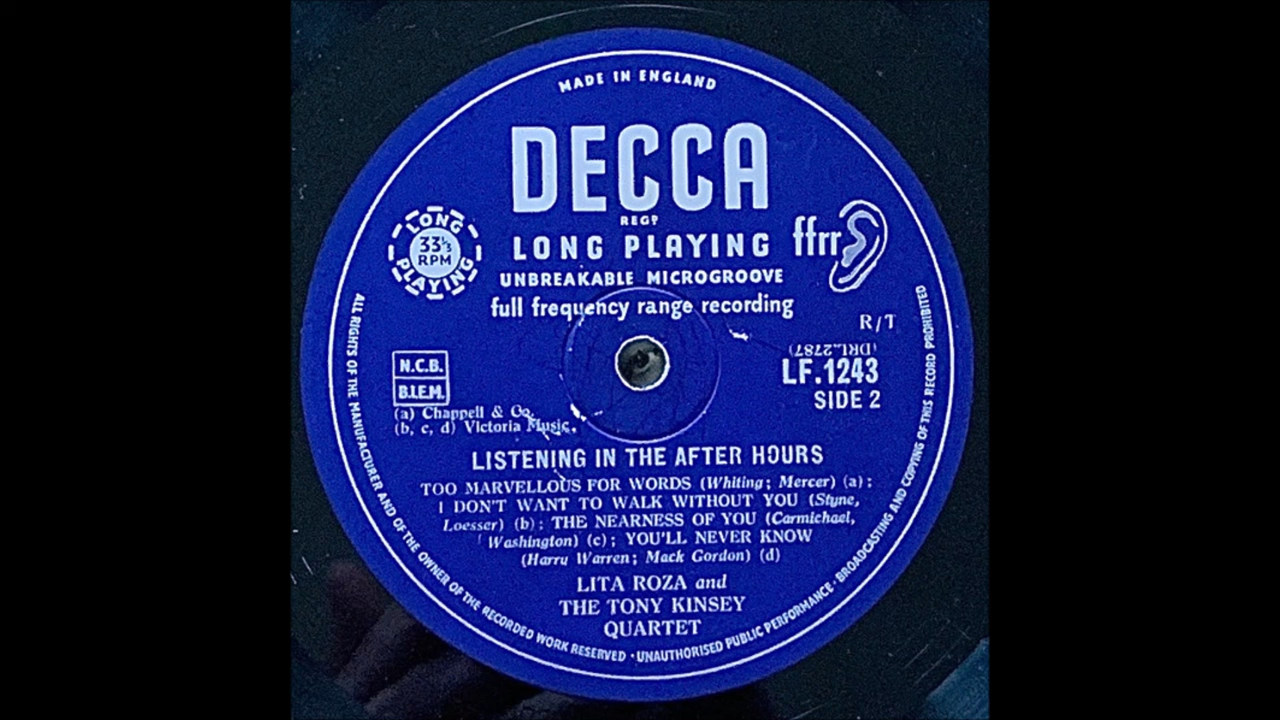 MADE IN ENGLAND
DECCA
REGD
LONG PLAYING
33⅓
RPM
LONG PLAYING
ffrr
UNBREAKABLE MICROGROOVE
full frequency range recording
R/T
(DRL.2787)
N.C.B.
B.I.E.M.
LF.1243
SIDE 2
(a) Chappell & Co.
(b, c, d) Victoria Music.
LISTENING IN THE AFTER HOURS
TOO MARVELLOUS FOR WORDS (Whiting; Mercer) (a);
I DON'T WANT TO WALK WITHOUT YOU (Styne,
Loesser) (b); THE NEARNESS OF YOU (Carmichael,
Washington) (c); YOU'LL NEVER KNOW
(Harry Warren; Mack Gordon) (d)
LITA ROZA and
THE TONY KINSEY
QUARTET
ALL RIGHTS OF THE MANUFACTURER AND OF THE OWNER OF THE RECORDED WORK RESERVED · UNAUTHORISED PUBLIC PERFORMANCE · BROADCASTING AND COPYING OF THIS RECORD PROHIBITED